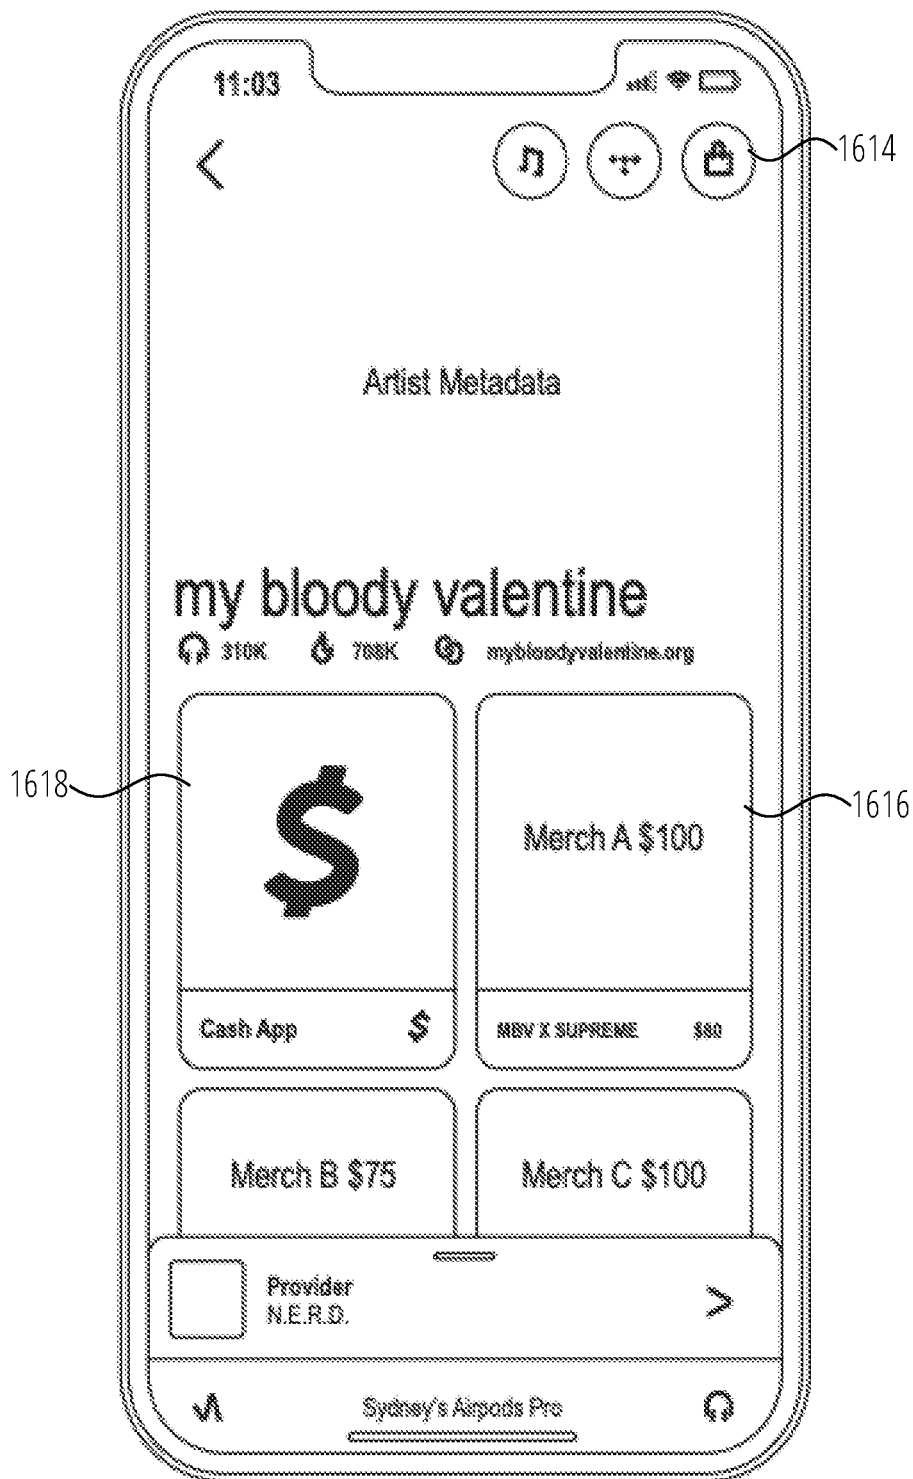 11:03
1614
Artist Metadata
my bloody valentine
310K 768K mybloodyvalentine.org
1618
$
1616
Merch A $100
Cash App $
MBV X SUPREME $80
Merch B $75
Merch C $100
Provider
N.E.R.D.
>
Sydney's Airpods Pro